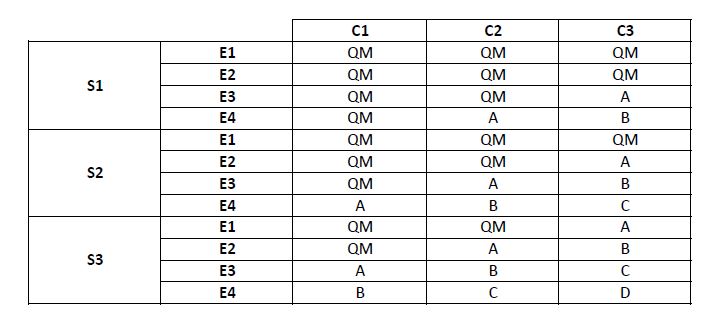 C1 C2 C3
E1 QM QM QM
E2 QM QM QM
S1
E3 QM QM A
E4 QM A B
E1 QM QM QM
E2 QM QM A
S2
E3 QM A B
E4 A B C
E1 QM QM A
E2 QM A B
S3
E3 A B C
E4 B C D